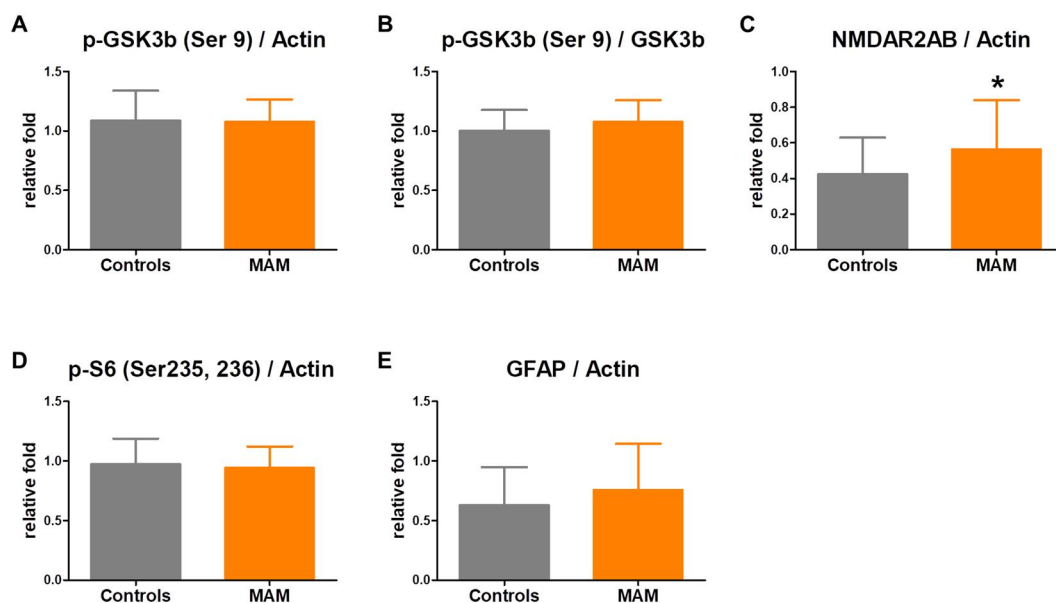 A
p-GSK3b (Ser 9) / Actin
relative fold
1.5
1.0
0.5
0.0
Controls MAM
B
p-GSK3b (Ser 9) / GSK3b
relative fold
1.5
1.0
0.5
0.0
Controls MAM
C
NMDAR2AB / Actin
relative fold
1.0
0.8
0.6
0.4
0.2
0.0
*
Controls MAM
D
p-S6 (Ser235, 236) / Actin
relative fold
1.5
1.0
0.5
0.0
Controls MAM
E
GFAP / Actin
relative fold
1.5
1.0
0.5
0.0
Controls MAM